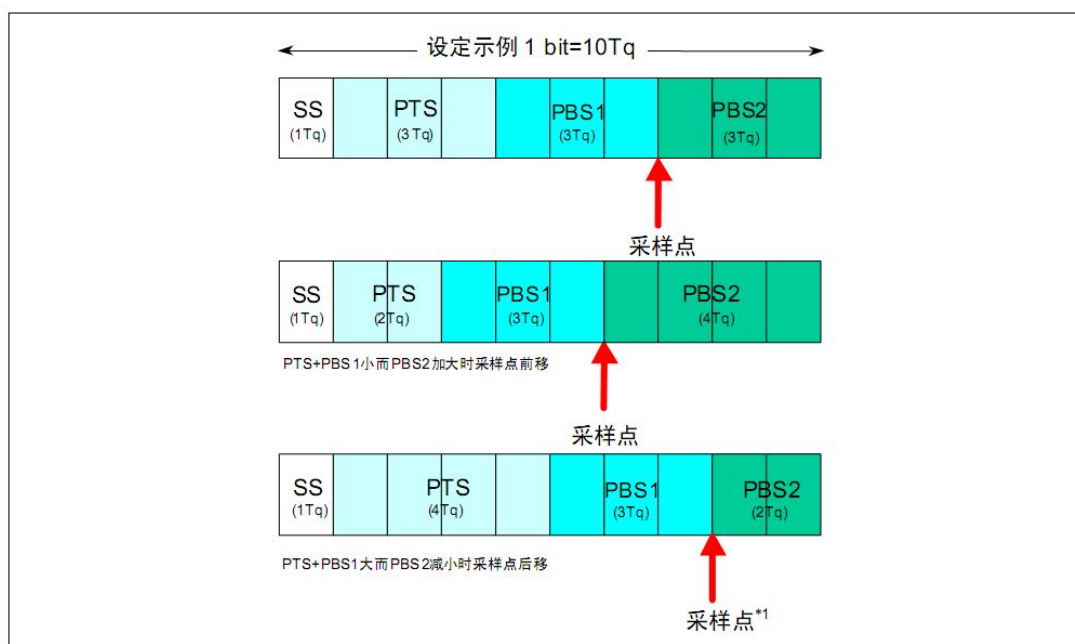 设定示例 1 bit=10Tq
SS PTS PBS1 PBS2
(1Tq) (3Tq) (3Tq) (3Tq)
采样点
SS PTS PBS1 PBS2
(1Tq) (2Tq) (3Tq) (4Tq)
PTS+PBS1小而PBS2加大时采样点前移
采样点
SS PTS PBS1 PBS2
(1Tq) (4Tq) (3Tq) (2Tq)
PTS+PBS1大而PBS2减小时采样点后移
采样点*1